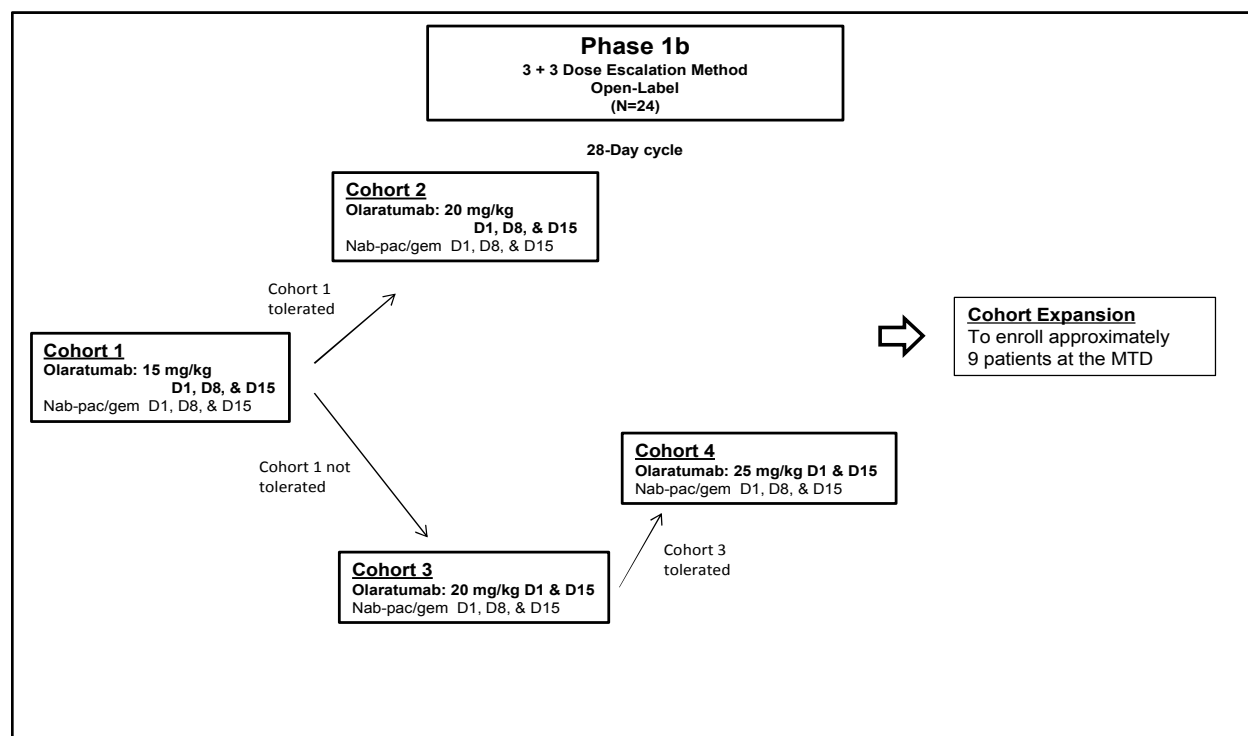 Phase 1b
3 + 3 Dose Escalation Method
Open-Label
(N=24)
28-Day cycle
Cohort 2
Olaratumab: 20 mg/kg
D1, D8, & D15
Nab-pac/gem D1, D8, & D15
Cohort 1
tolerated
Cohort 1
Olaratumab: 15 mg/kg
D1, D8, & D15
Nab-pac/gem D1, D8, & D15
Cohort Expansion
To enroll approximately
9 patients at the MTD
Cohort 1 not
tolerated
Cohort 4
Olaratumab: 25 mg/kg D1 & D15
Nab-pac/gem D1, D8, & D15
Cohort 3
Olaratumab: 20 mg/kg D1 & D15
Nab-pac/gem D1, D8, & D15
Cohort 3
tolerated